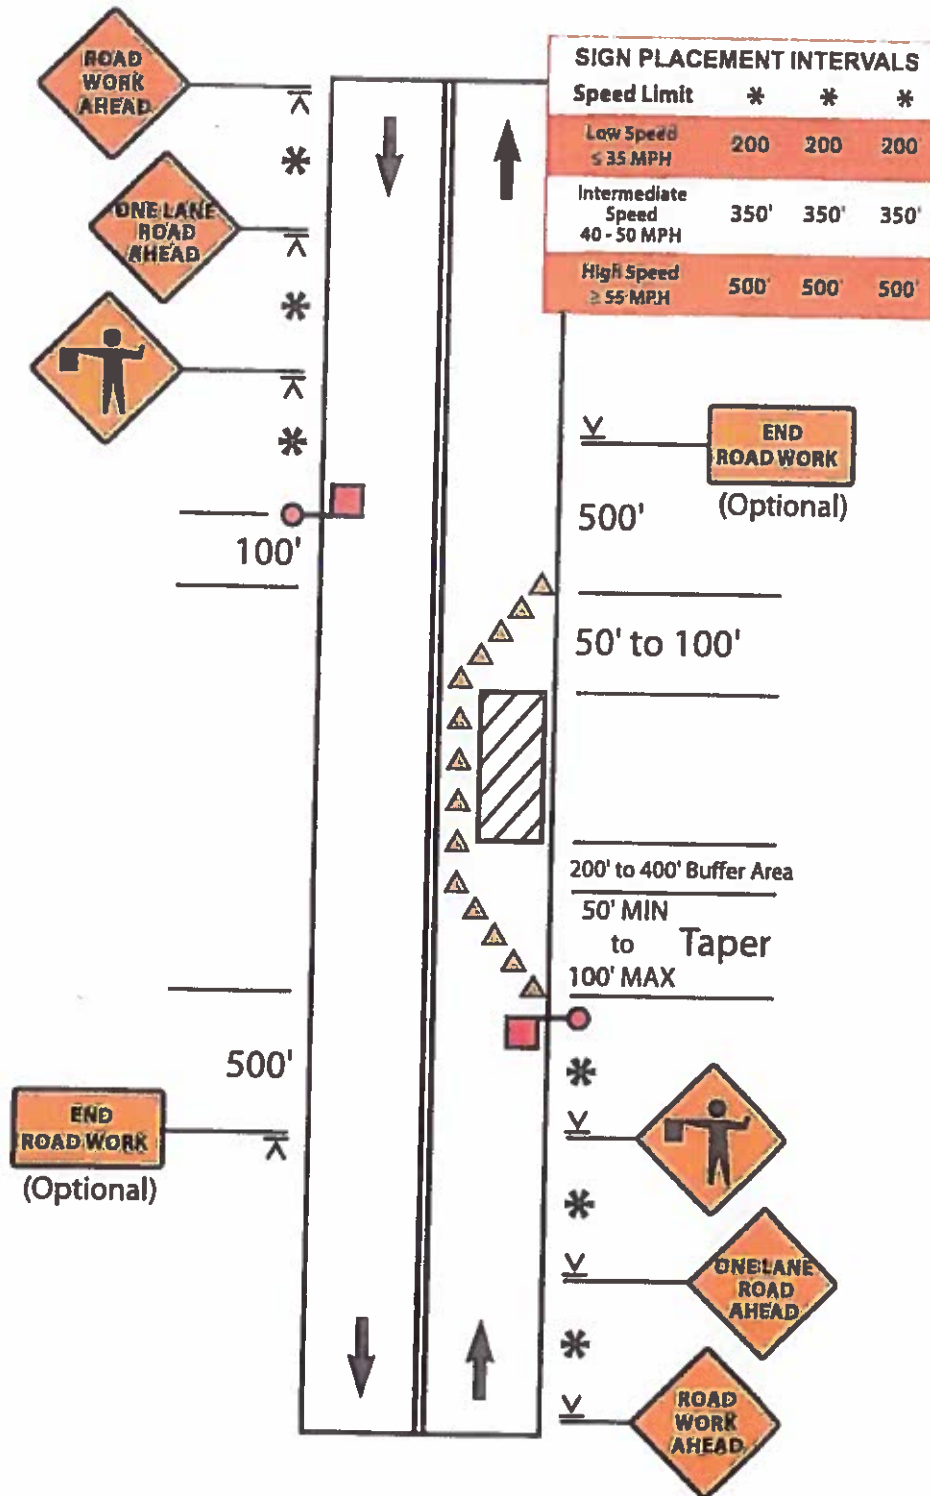 ROAD
WORK
AHEAD
SIGN PLACEMENT INTERVALS
Speed Limit * * *
Low Speed
≤ 35 MPH 200 200 200'
Intermediate
Speed
40 - 50 MPH 350' 350' 350'
High Speed
≥ 55 MPH 500' 500' 500'
*
ONE LANE
ROAD
AHEAD
*
*
END
ROAD WORK
(Optional)
500'
100'
50' to 100'
200' to 400' Buffer Area
50' MIN
to Taper
100' MAX
500'
END
ROAD WORK
(Optional)
*
*
ONE LANE
ROAD
AHEAD
*
ROAD
WORK
AHEAD